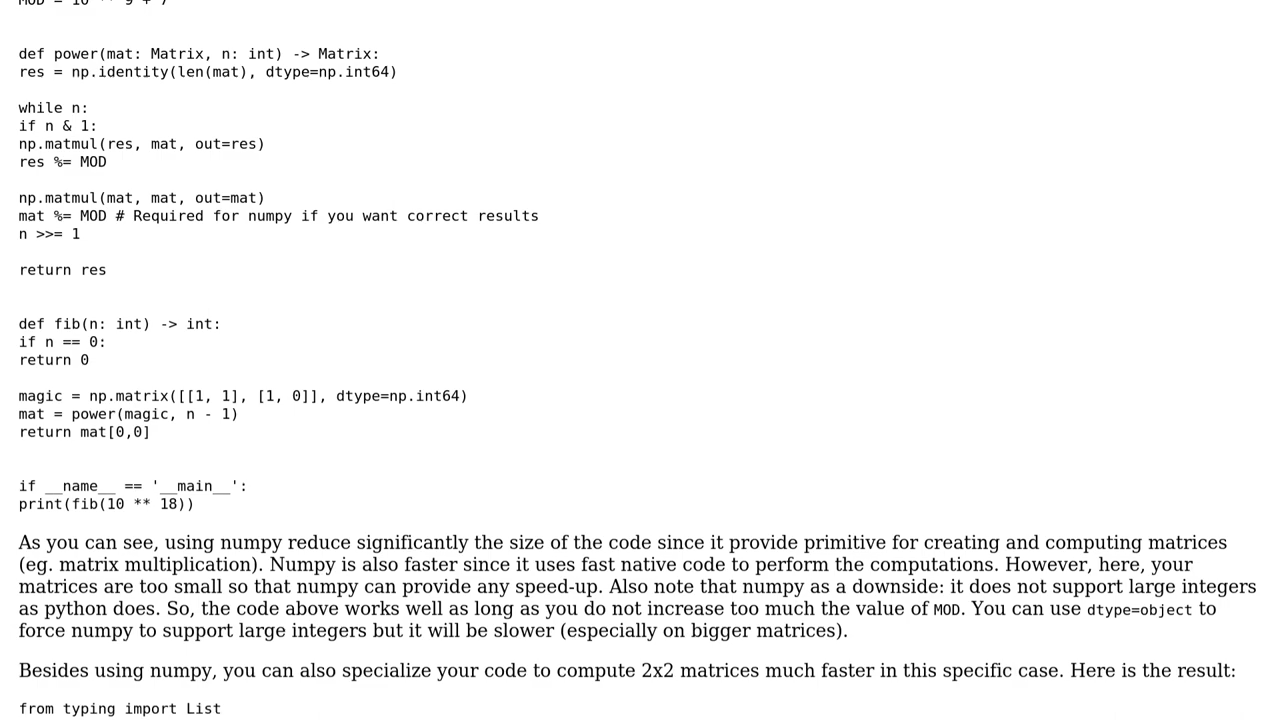 MOD = 10 ** 9 + 7
def power(mat: Matrix, n: int) -> Matrix:
res = np.identity(len(mat), dtype=np.int64)
while n:
if n & 1:
np.matmul(res, mat, out=res)
res %= MOD
np.matmul(mat, mat, out=mat)
mat %= MOD # Required for numpy if you want correct results
n >>= 1
return res
def fib(n: int) -> int:
if n == 0:
return 0
magic = np.matrix([[1, 1], [1, 0]], dtype=np.int64)
mat = power(magic, n - 1)
return mat[0,0]
if __name__ == '__main__':
print(fib(10 ** 18))
As you can see, using numpy reduce significantly the size of the code since it provide primitive for creating and computing matrices
(eg. matrix multiplication). Numpy is also faster since it uses fast native code to perform the computations. However, here, your
matrices are too small so that numpy can provide any speed-up. Also note that numpy as a downside: it does not support large integers
as python does. So, the code above works well as long as you do not increase too much the value of MOD. You can use dtype=object to
force numpy to support large integers but it will be slower (especially on bigger matrices).
Besides using numpy, you can also specialize your code to compute 2x2 matrices much faster in this specific case. Here is the result:
from typing import List